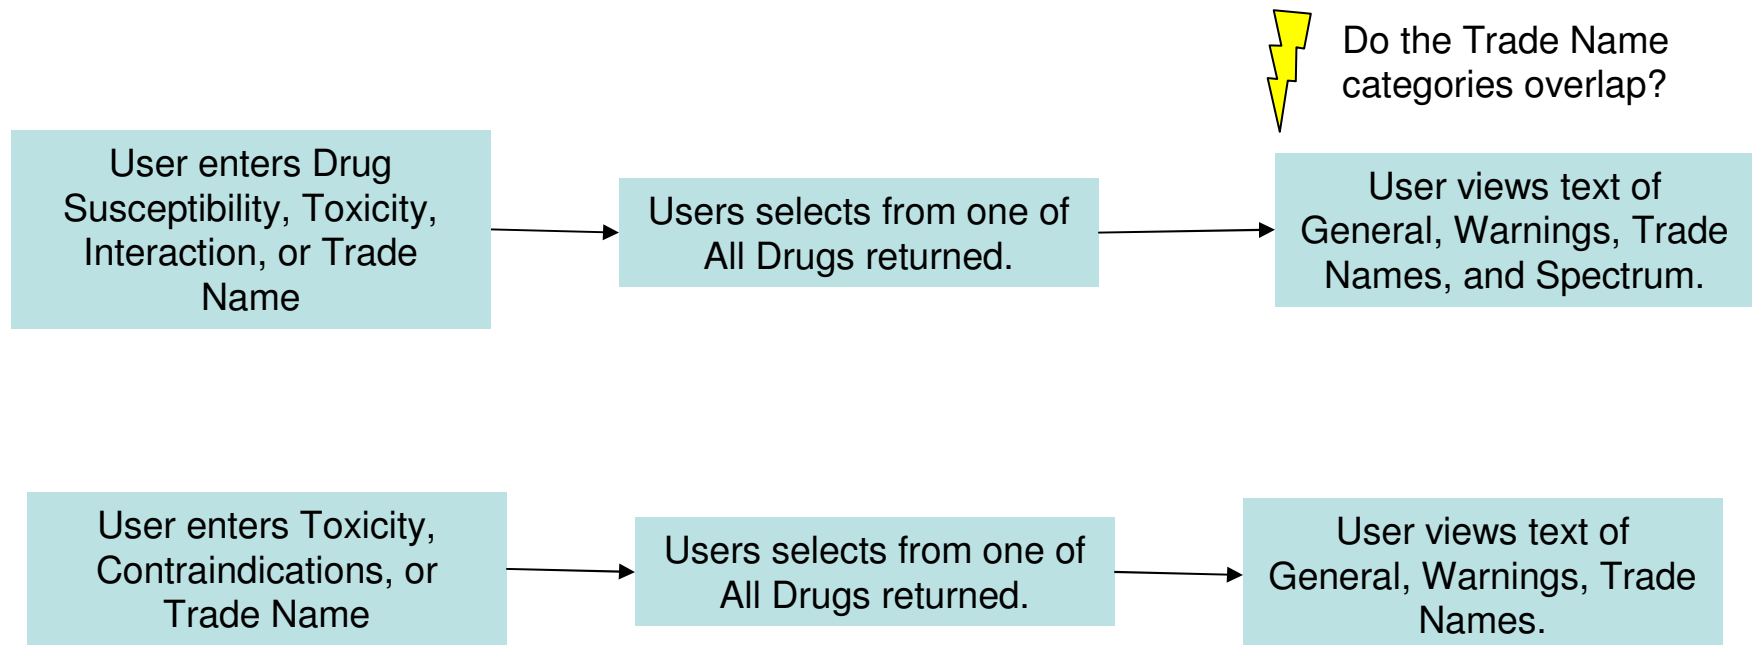 Do the Trade Name
categories overlap?
User enters Drug
Susceptibility, Toxicity,
Interaction, or Trade
Name
Users selects from one of
All Drugs returned.
User views text of
General, Warnings, Trade
Names, and Spectrum.
User enters Toxicity,
Contraindications, or
Trade Name
Users selects from one of
All Drugs returned.
User views text of
General, Warnings, Trade
Names.